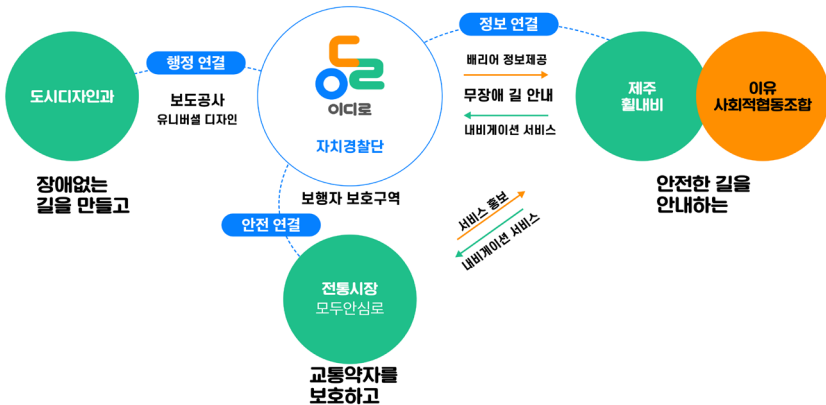 정보 연결
행정 연결
도시디자인과
보도공사
유니버셜 디자인
이디로
자치경찰단
배리어 정보제공
무장애 길 안내
내비게이션 서비스
제주
휠내비
이유
사회적협동조합
장애없는
길을 만들고
보행자 보호구역
안전 연결
서비스 홍보
내비게이션 서비스
안전한 길을
안내하는
전통시장
모두안심로
교통약자를
보호하고